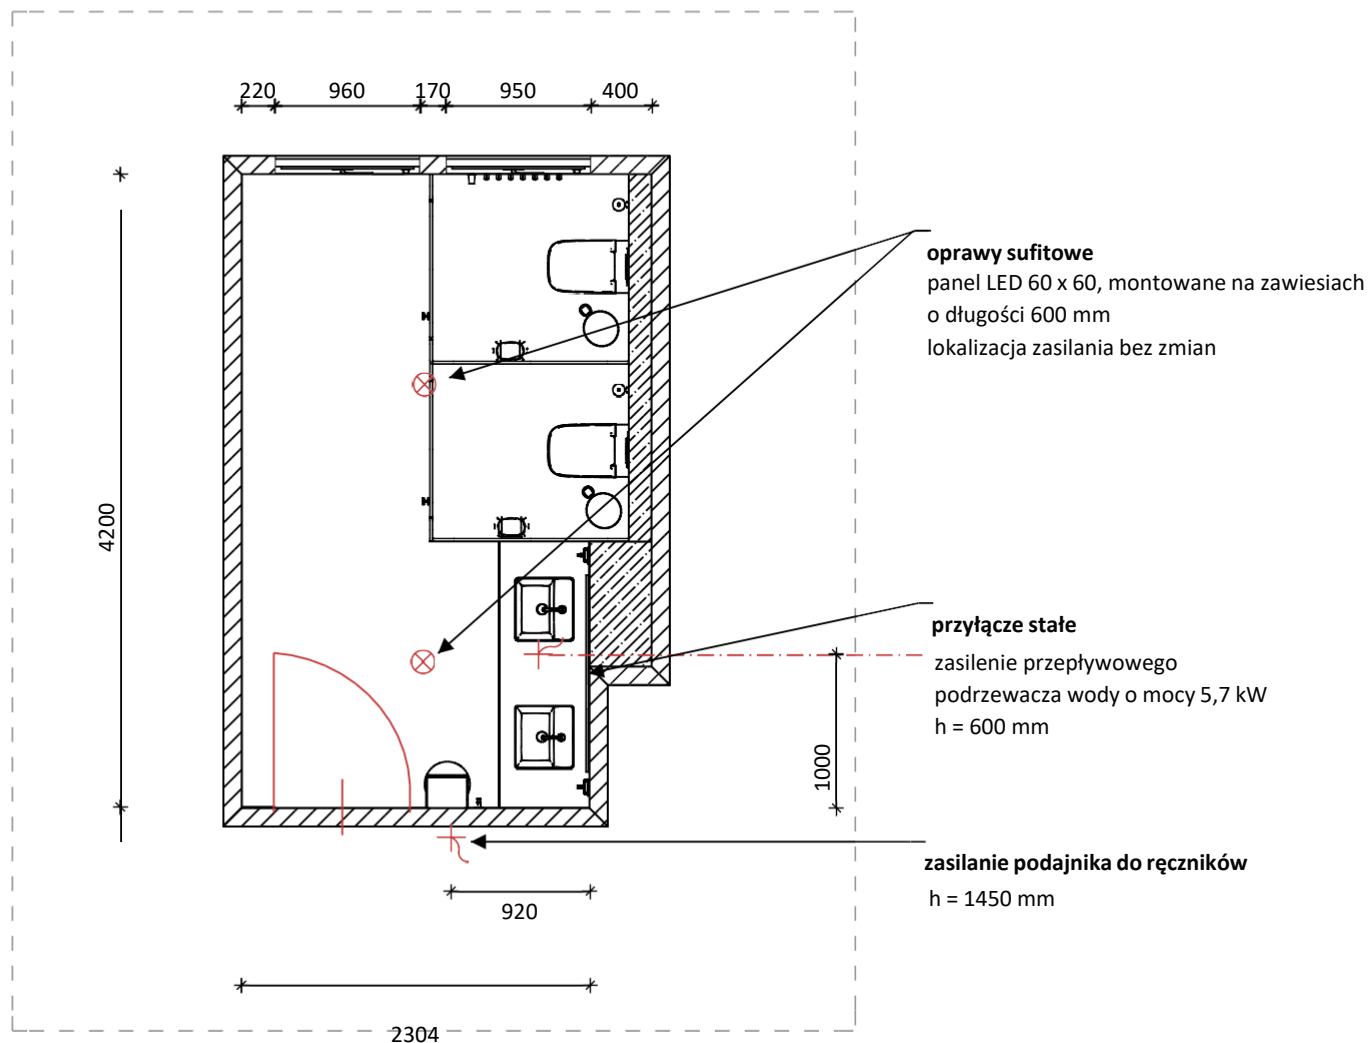 220 960 170 950 400
oprawy sufitowe
panel LED 60 x 60, montowane na zawiesiach
o długości 600 mm
lokalizacja zasilania bez zmian
4200
przyłącze stałe
zasilenie przepływowego
podrzewacza wody o mocy 5,7 kW
h = 600 mm
1000
zasilanie podajnika do ręczników
h = 1450 mm
920
2304